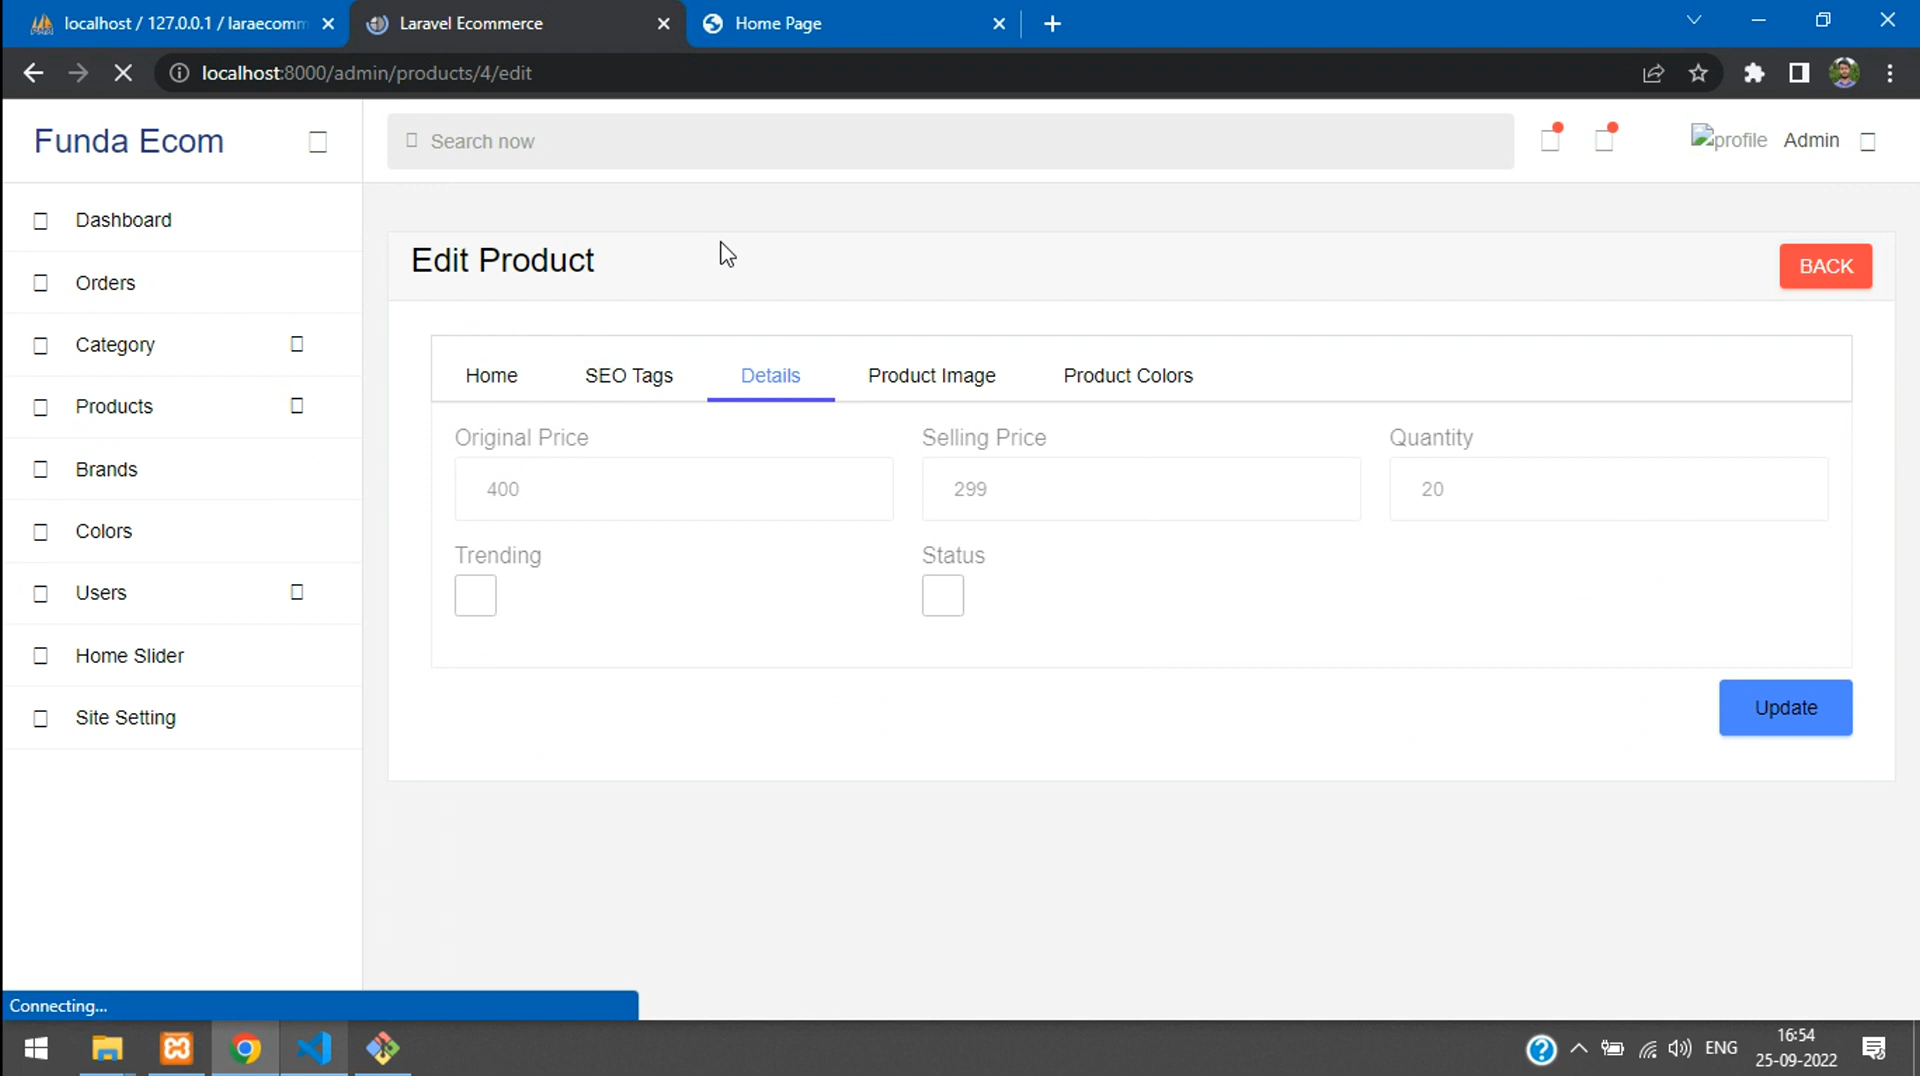 localhost / 127.0.0.1 / laraecomm
Laravel Ecommerce
Home Page
localhost:8000/admin/products/4/edit
Funda Ecom
Search now
profile
Admin
Dashboard
Orders
Category
Products
Brands
Colors
Users
Home Slider
Site Setting
Edit Product
BACK
Home
SEO Tags
Details
Product Image
Product Colors
Original Price
Selling Price
Quantity
400
299
20
Trending
Status
Update
Connecting...
ENG
16:54
25-09-2022